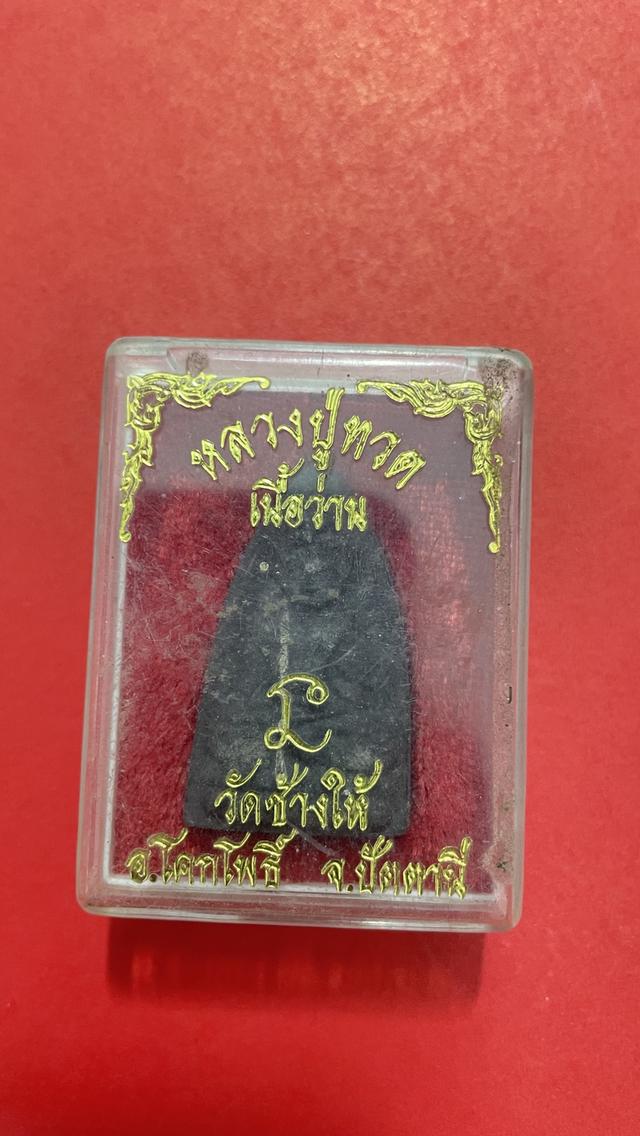 หลวงปู่ทวด
เนื้อว่าน
วัดช้างให้
อ.โคกโพธิ์ จ.ปัตตานี